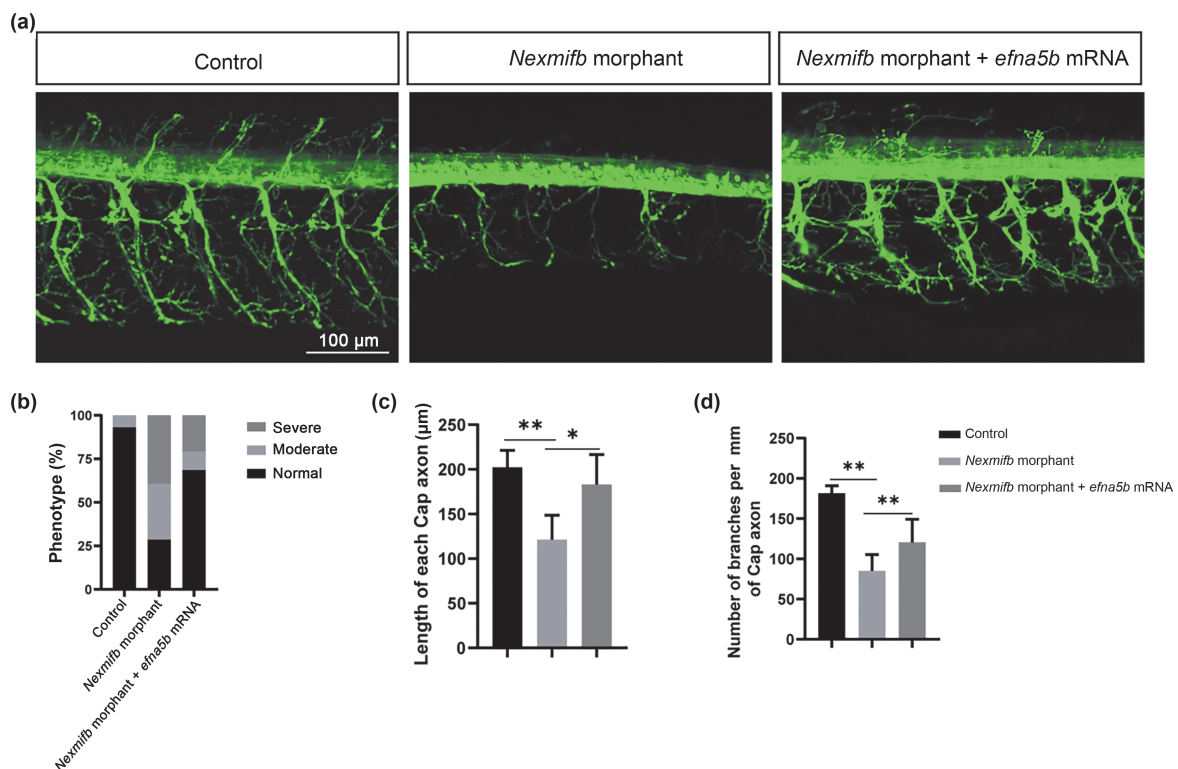 (a)
Control
Nexmifb morphant
Nexmifb morphant + efna5b mRNA
100 µm
(b)
Phenotype (%)
100
75
50
25
0
Control
Nexmifb morphant
Nexmifb morphant + efna5b mRNA
Severe
Moderate
Normal
(c)
Length of each Cap axon (µm)
250
200
150
100
50
0
**
*
(d)
Number of branches per mm
of Cap axon
250
200
150
100
50
0
**
**
Control
Nexmifb morphant
Nexmifb morphant + efna5b mRNA